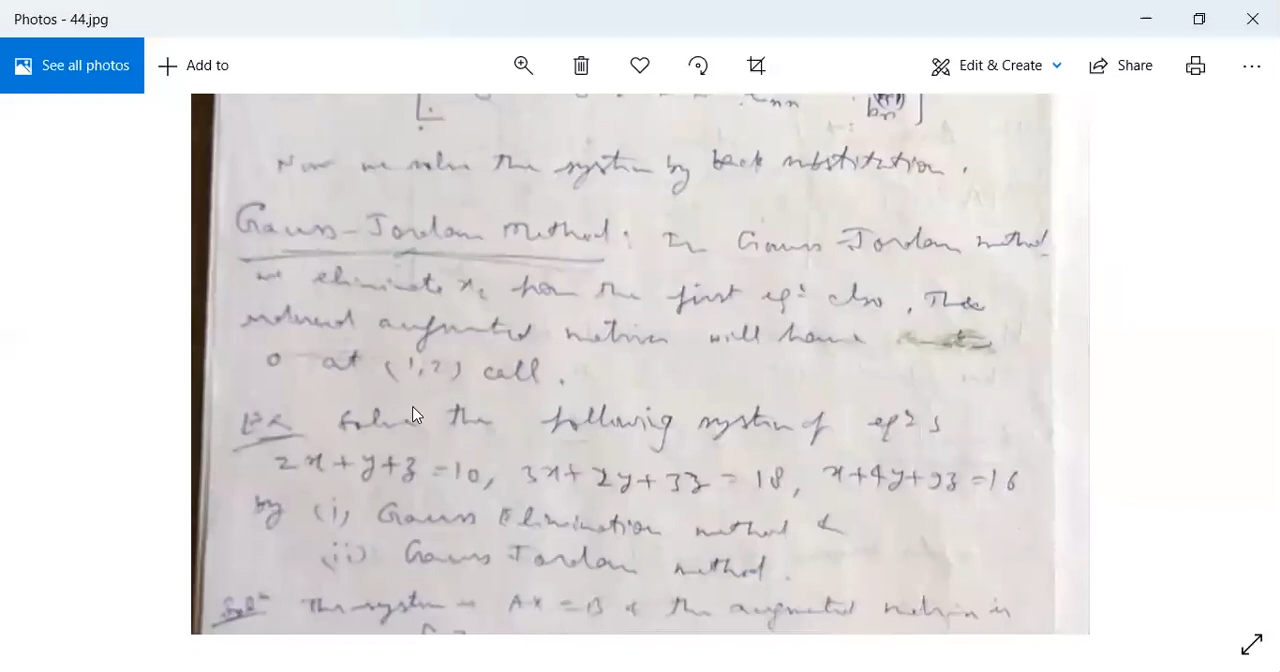 Photos - 44.jpg
See all photos
Add to
Edit & Create
Share
Now we solve the system by back substitution.
Gauss-Jordan Method: In Gauss-Jordan method
we eliminate x₂ from the first eqⁿ also, The
reduced augmented matrix will have
0 at (1,2) cell.
Ex Solve the following system of eqⁿs
2x+y+z=10, 3x+2y+3z=18, x+4y+9z=16
by (i) Gauss Elimination method &
(ii) Gauss Jordan method.
Solⁿ The system is AX=B & the augmented matrix is